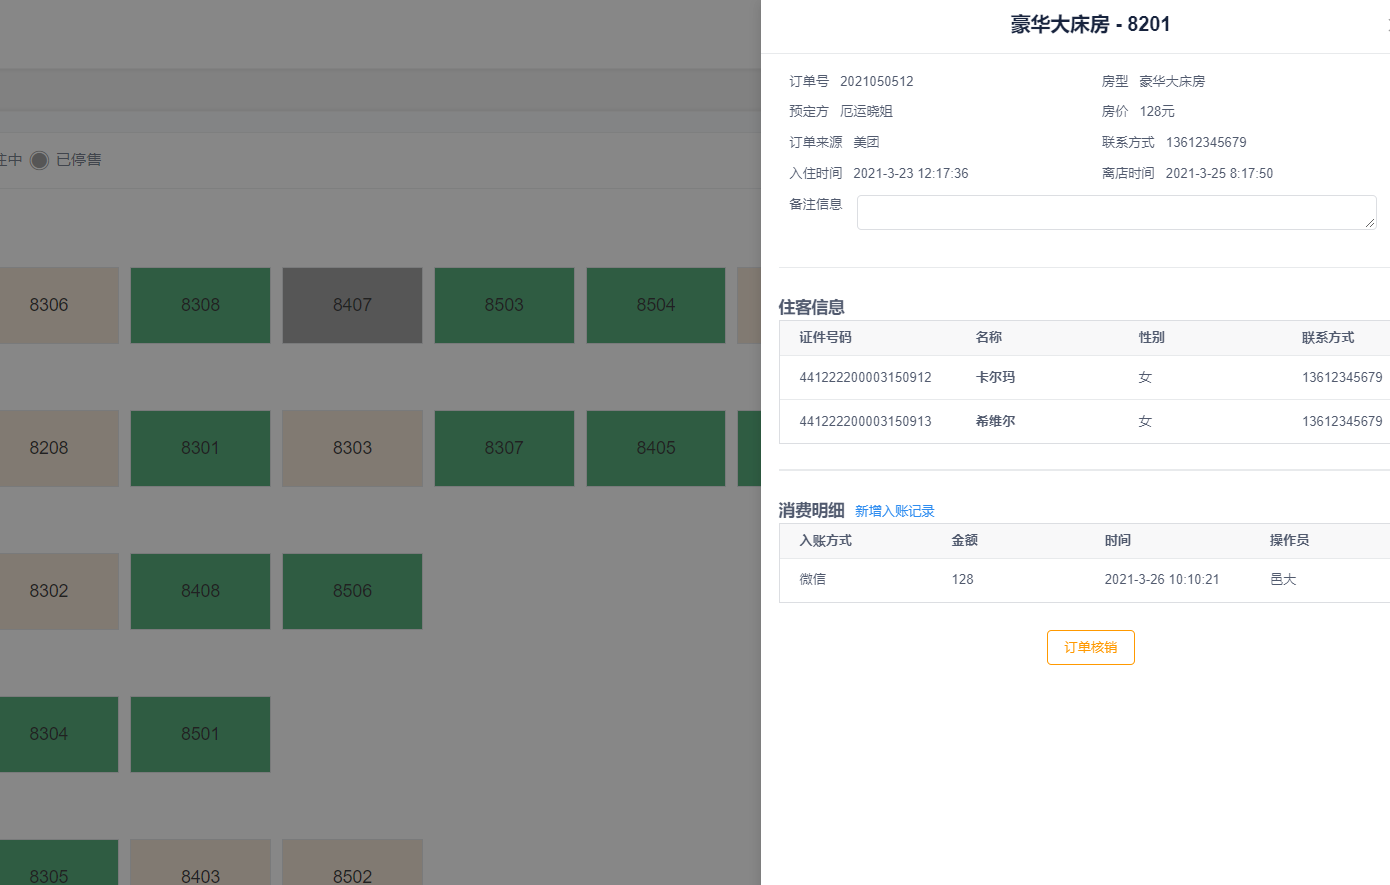 豪华大床房 - 8201
订单号 2021050512 房型 豪华大床房
预定方 厄运晓姐 房价 128元
订单来源 美团 联系方式 13612345679
入住时间 2021-3-23 12:17:36 离店时间 2021-3-25 8:17:50
备注信息
住客信息
证件号码 名称 性别 联系方式
441222200003150912 卡尔玛 女 13612345679
441222200003150913 希维尔 女 13612345679
消费明细 新增入账记录
入账方式 金额 时间 操作员
微信 128 2021-3-26 10:10:21 邑大
订单核销
住中 已停售
8306 8308 8407 8503 8504
8208 8301 8303 8307 8405
8302 8408 8506
8304 8501
8305 8403 8502